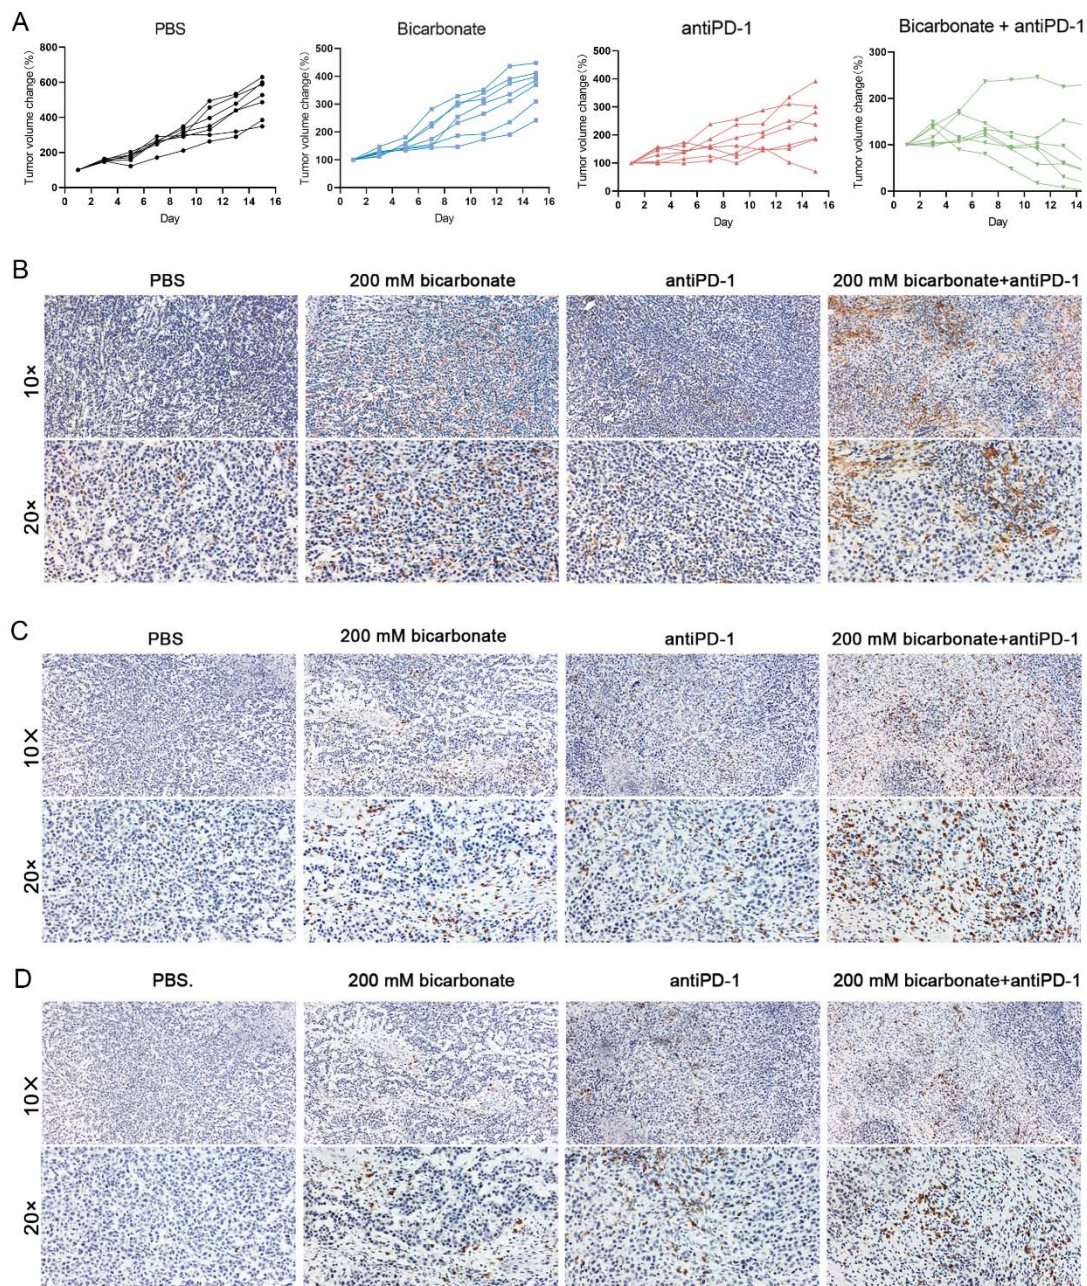 A
PBS
Bicarbonate
antiPD-1
Bicarbonate + antiPD-1
Tumor volume change(%)
800
600
400
200
0
0 2 4 6 8 10 12 14 16
Day
Tumor volume change(%)
500
400
300
200
100
0
0 2 4 6 8 10 12 14 16
Day
Tumor volume change(%)
500
400
300
200
100
0
0 2 4 6 8 10 12 14 16
Day
Tumor volume change(%)
300
200
100
0
0 2 4 6 8 10 12 14
Day
B
PBS
200 mM bicarbonate
antiPD-1
200 mM bicarbonate+antiPD-1
10×
20×
C
PBS
200 mM bicarbonate
antiPD-1
200 mM bicarbonate+antiPD-1
10×
20×
D
PBS.
200 mM bicarbonate
antiPD-1
200 mM bicarbonate+antiPD-1
10×
20×